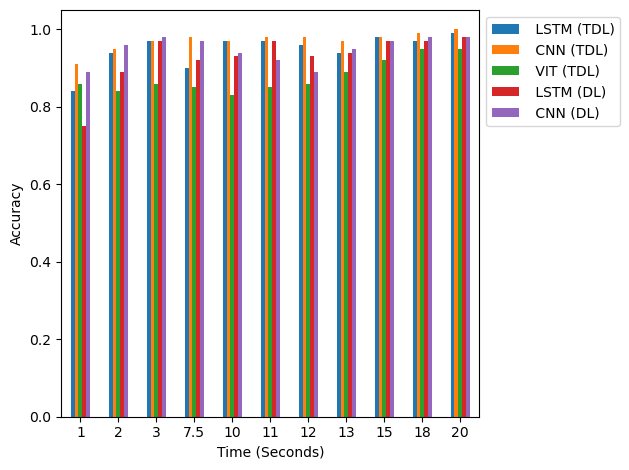 1.0
0.8
0.6
0.4
0.2
0.0
Accuracy
1 2 3 7.5 10 11 12 13 15 18 20
Time (Seconds)
LSTM (TDL)
CNN (TDL)
VIT (TDL)
LSTM (DL)
CNN (DL)